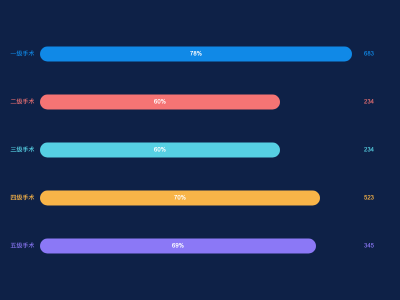 一级手术 78% 683
二级手术 60% 234
三级手术 60% 234
四级手术 70% 523
五级手术 69% 345